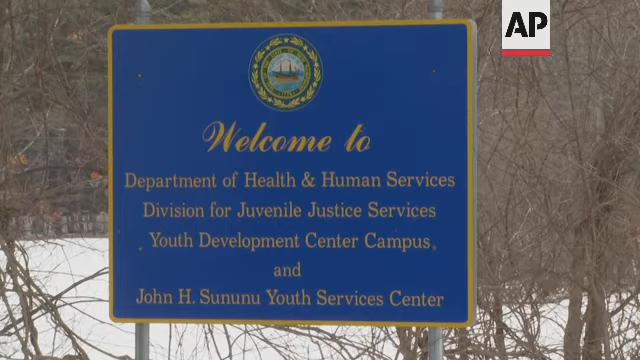 AP
Welcome to
Department of Health & Human Services
Division for Juvenile Justice Services
Youth Development Center Campus
and
John H. Sununu Youth Services Center